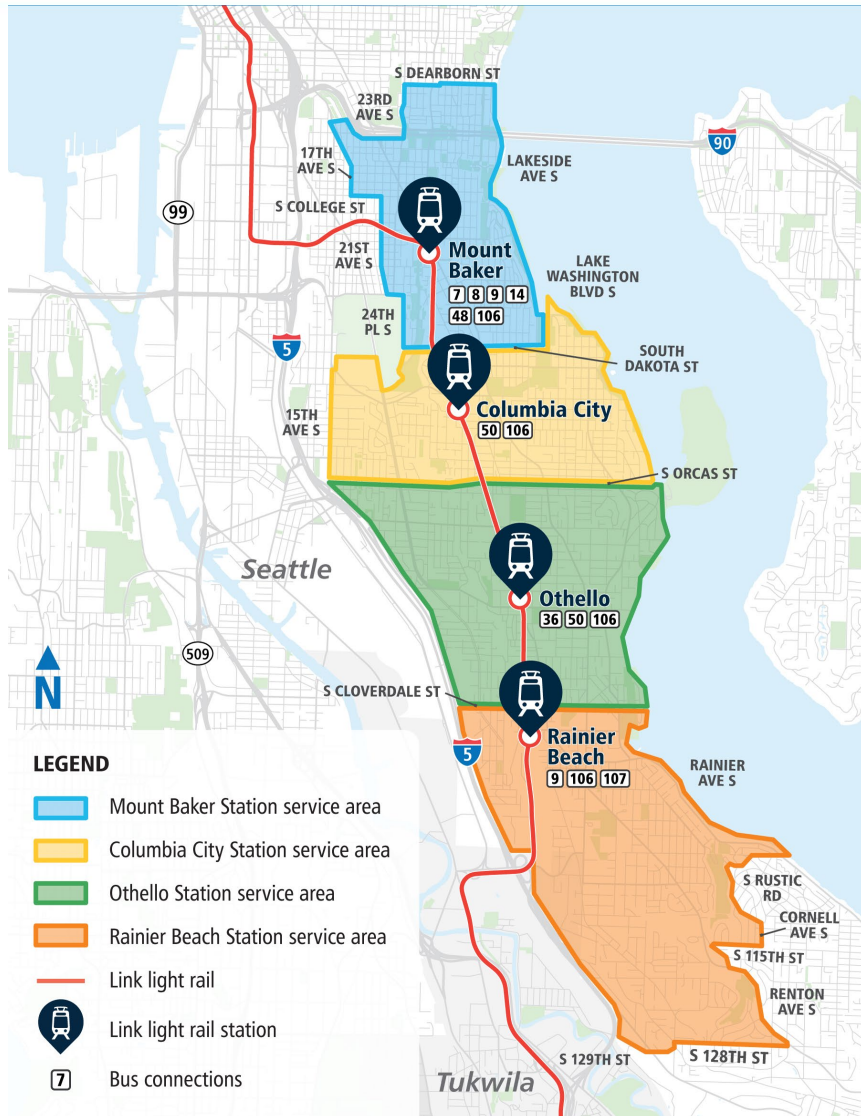 S DEARBORN ST
23RD
AVE S
90
17TH
AVE S
LAKESIDE
AVE S
99
S COLLEGE ST
21ST
AVE S
Mount
Baker
7 8 9 14
48 106
LAKE
WASHINGTON
BLVD S
24TH
PL S
5
SOUTH
DAKOTA ST
15TH
AVE S
Columbia City
50 106
S ORCAS ST
Seattle
Othello
36 50 106
509
N
S CLOVERDALE ST
5
Rainier
Beach
9 106 107
RAINIER
AVE S
S RUSTIC
RD
CORNELL
AVE S
S 115TH ST
RENTON
AVE S
S 129TH ST
S 128TH ST
Tukwila
LEGEND
Mount Baker Station service area
Columbia City Station service area
Othello Station service area
Rainier Beach Station service area
Link light rail
Link light rail station
7 Bus connections